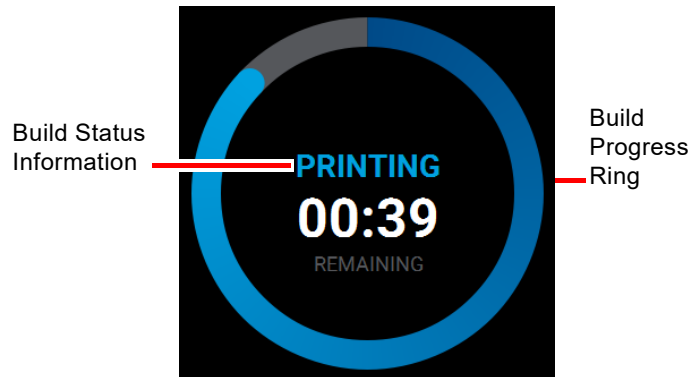 Build Status
Information
PRINTING
00:39
REMAINING
Build
Progress
Ring